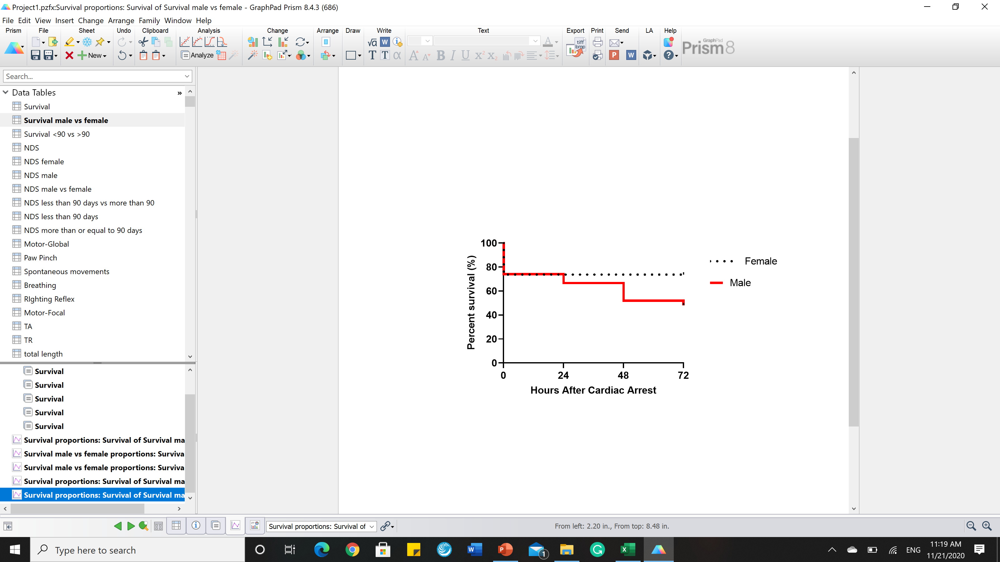 Project1.pzfx:Survival proportions: Survival of Survival male vs female - GraphPad Prism 8.4.3 (686)
File Edit View Insert Change Arrange Family Window Help
Prism File Sheet Undo Clipboard Analysis Change Arrange Draw Write Text Export Print Send LA Help
New
Analyze
tiff
bmp
GraphPad
Prism 8
Search...
Data Tables
Survival
Survival male vs female
Survival <90 vs >90
NDS
NDS female
NDS male
NDS male vs female
NDS less than 90 days vs more than 90
NDS less than 90 days
NDS more than or equal to 90 days
Motor-Global
Paw Pinch
Spontaneous movements
Breathing
RIghting Reflex
Motor-Focal
TA
TR
total length
Survival
Survival
Survival
Survival
Survival
Survival proportions: Survival of Survival ma
Survival male vs female proportions: Surviva
Survival male vs female proportions: Surviva
Survival proportions: Survival of Survival ma
Survival proportions: Survival of Survival ma
Percent survival (%)
100
80
60
40
20
0
0 24 48 72
Hours After Cardiac Arrest
Female
Male
Survival proportions: Survival of
From left: 2.20 in., From top: 8.48 in.
Type here to search
1
ENG
11:19 AM
11/21/2020